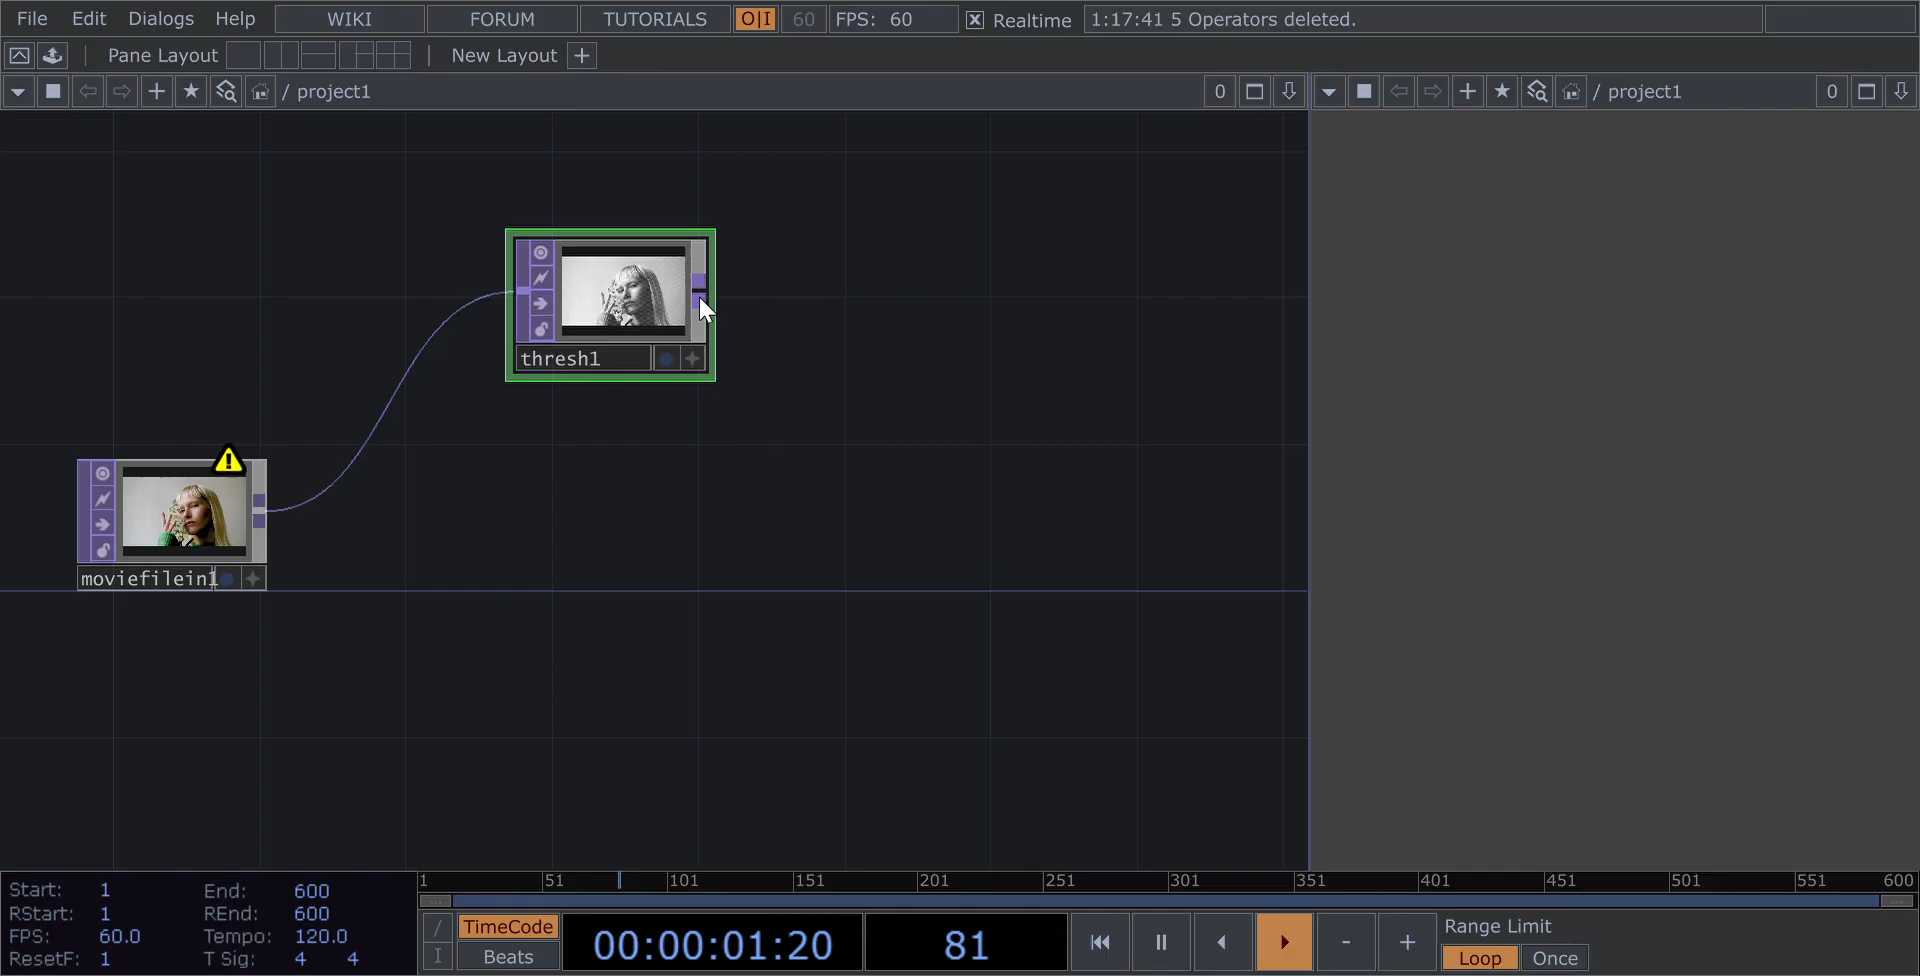 File Edit Dialogs Help WIKI FORUM TUTORIALS O|I 60 FPS: 60 Realtime 1:17:41 5 Operators deleted.
Pane Layout New Layout +
/ project1 0 / project1 0
thresh1
moviefilein1
1 51 101 151 201 251 301 351 401 451 501 551 600
Start: 1 End: 600
RStart: 1 REnd: 600
FPS: 60.0 Tempo: 120.0
ResetF: 1 T Sig: 4 4
/ TimeCode 00:00:01:20 81 - + Range Limit
I Beats Loop Once